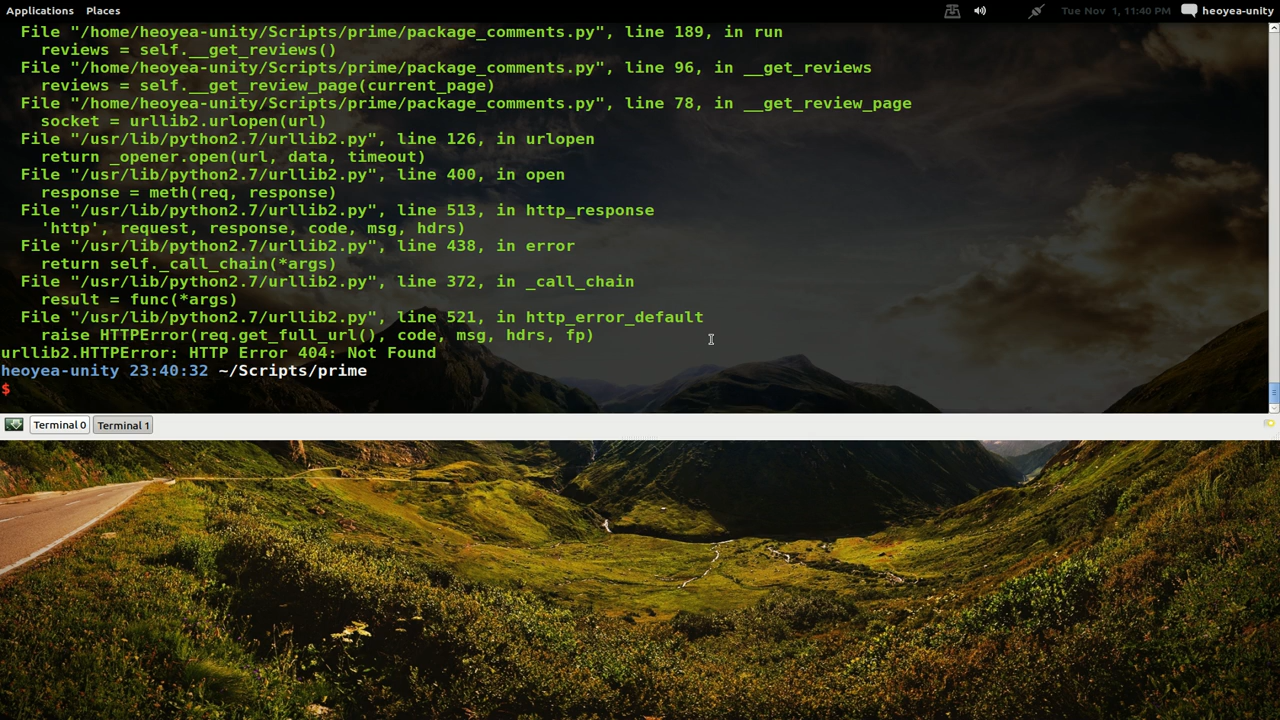 Applications Places Tue Nov 1, 11:40 PM heoyea-unity
File "/home/heoyea-unity/Scripts/prime/package_comments.py", line 189, in run
reviews = self.__get_reviews()
File "/home/heoyea-unity/Scripts/prime/package_comments.py", line 96, in __get_reviews
reviews = self.__get_review_page(current_page)
File "/home/heoyea-unity/Scripts/prime/package_comments.py", line 78, in __get_review_page
socket = urllib2.urlopen(url)
File "/usr/lib/python2.7/urllib2.py", line 126, in urlopen
return _opener.open(url, data, timeout)
File "/usr/lib/python2.7/urllib2.py", line 400, in open
response = meth(req, response)
File "/usr/lib/python2.7/urllib2.py", line 513, in http_response
'http', request, response, code, msg, hdrs)
File "/usr/lib/python2.7/urllib2.py", line 438, in error
return self._call_chain(*args)
File "/usr/lib/python2.7/urllib2.py", line 372, in _call_chain
result = func(*args)
File "/usr/lib/python2.7/urllib2.py", line 521, in http_error_default
raise HTTPError(req.get_full_url(), code, msg, hdrs, fp)
urllib2.HTTPError: HTTP Error 404: Not Found
heoyea-unity 23:40:32 ~/Scripts/prime
$
Terminal 0 Terminal 1